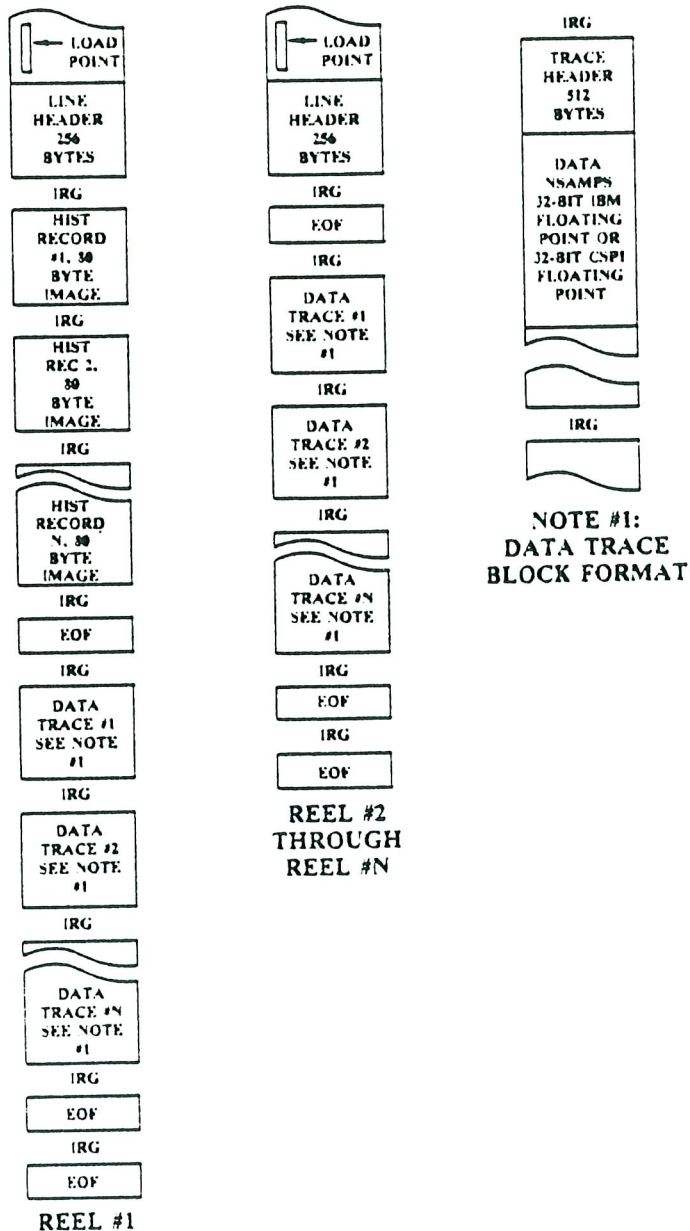 LOAD
POINT
LINE
HEADER
256
BYTES
IRG
HIST
RECORD
#1, 80
BYTE
IMAGE
IRG
HIST
REC 2,
80
BYTE
IMAGE
IRG
HIST
RECORD
N, 80
BYTE
IMAGE
IRG
EOF
IRG
DATA
TRACE #1
SEE NOTE
#1
IRG
DATA
TRACE #2
SEE NOTE
#1
IRG
DATA
TRACE #N
SEE NOTE
#1
IRG
EOF
IRG
EOF
REEL #1
LOAD
POINT
LINE
HEADER
256
BYTES
IRG
EOF
IRG
DATA
TRACE #1
SEE NOTE
#1
IRG
DATA
TRACE #2
SEE NOTE
#1
IRG
DATA
TRACE #N
SEE NOTE
#1
IRG
EOF
IRG
EOF
REEL #2
THROUGH
REEL #N
IRG
TRACE
HEADER
512
BYTES
DATA
NSAMPS
32-BIT IBM
FLOATING
POINT OR
32-BIT CSPI
FLOATING
POINT
IRG
NOTE #1:
DATA TRACE
BLOCK FORMAT